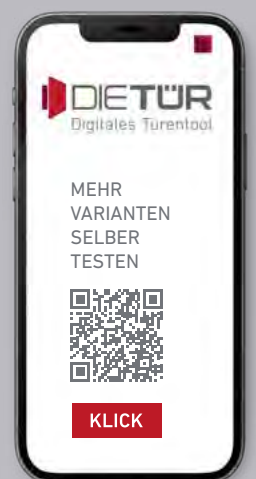 DIETÜR
Digitales Türentool
MEHR
VARIANTEN
SELBER
TESTEN
KLICK